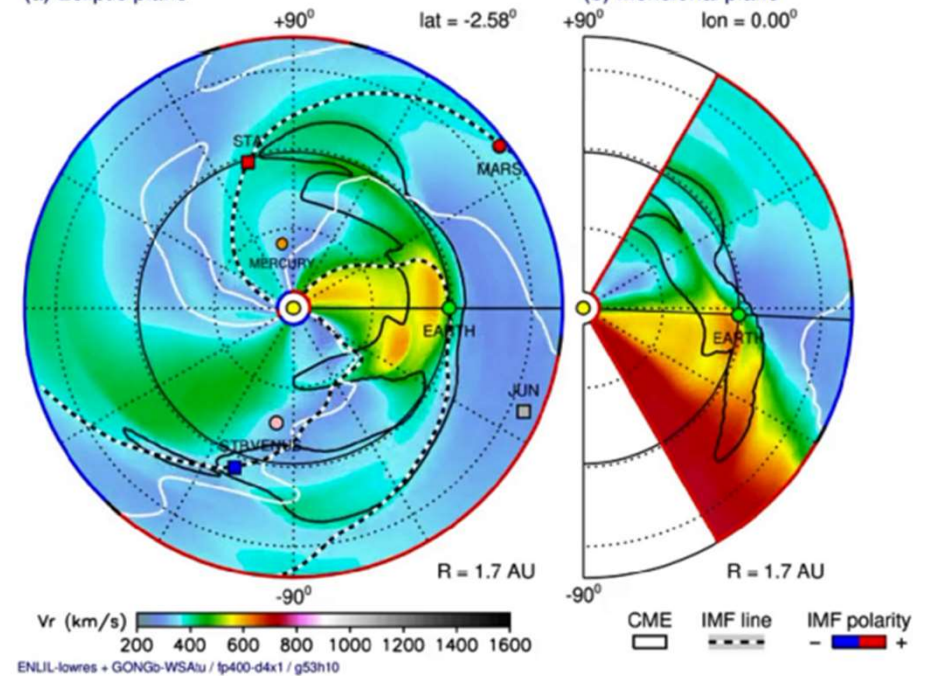 +90⁰
lat = -2.58⁰
+90⁰
lon = 0.00⁰
STA
MARS
MERCURY
EARTH
EARTH
JUN
STBVENUS
R = 1.7 AU
R = 1.7 AU
-90⁰
-90⁰
Vr (km/s)
200 400 600 800 1000 1200 1400 1600
CME
IMF line
IMF polarity
- +
ENLIL-lowres + GONGb-WSAtu / fp400-d4x1 / g53h10